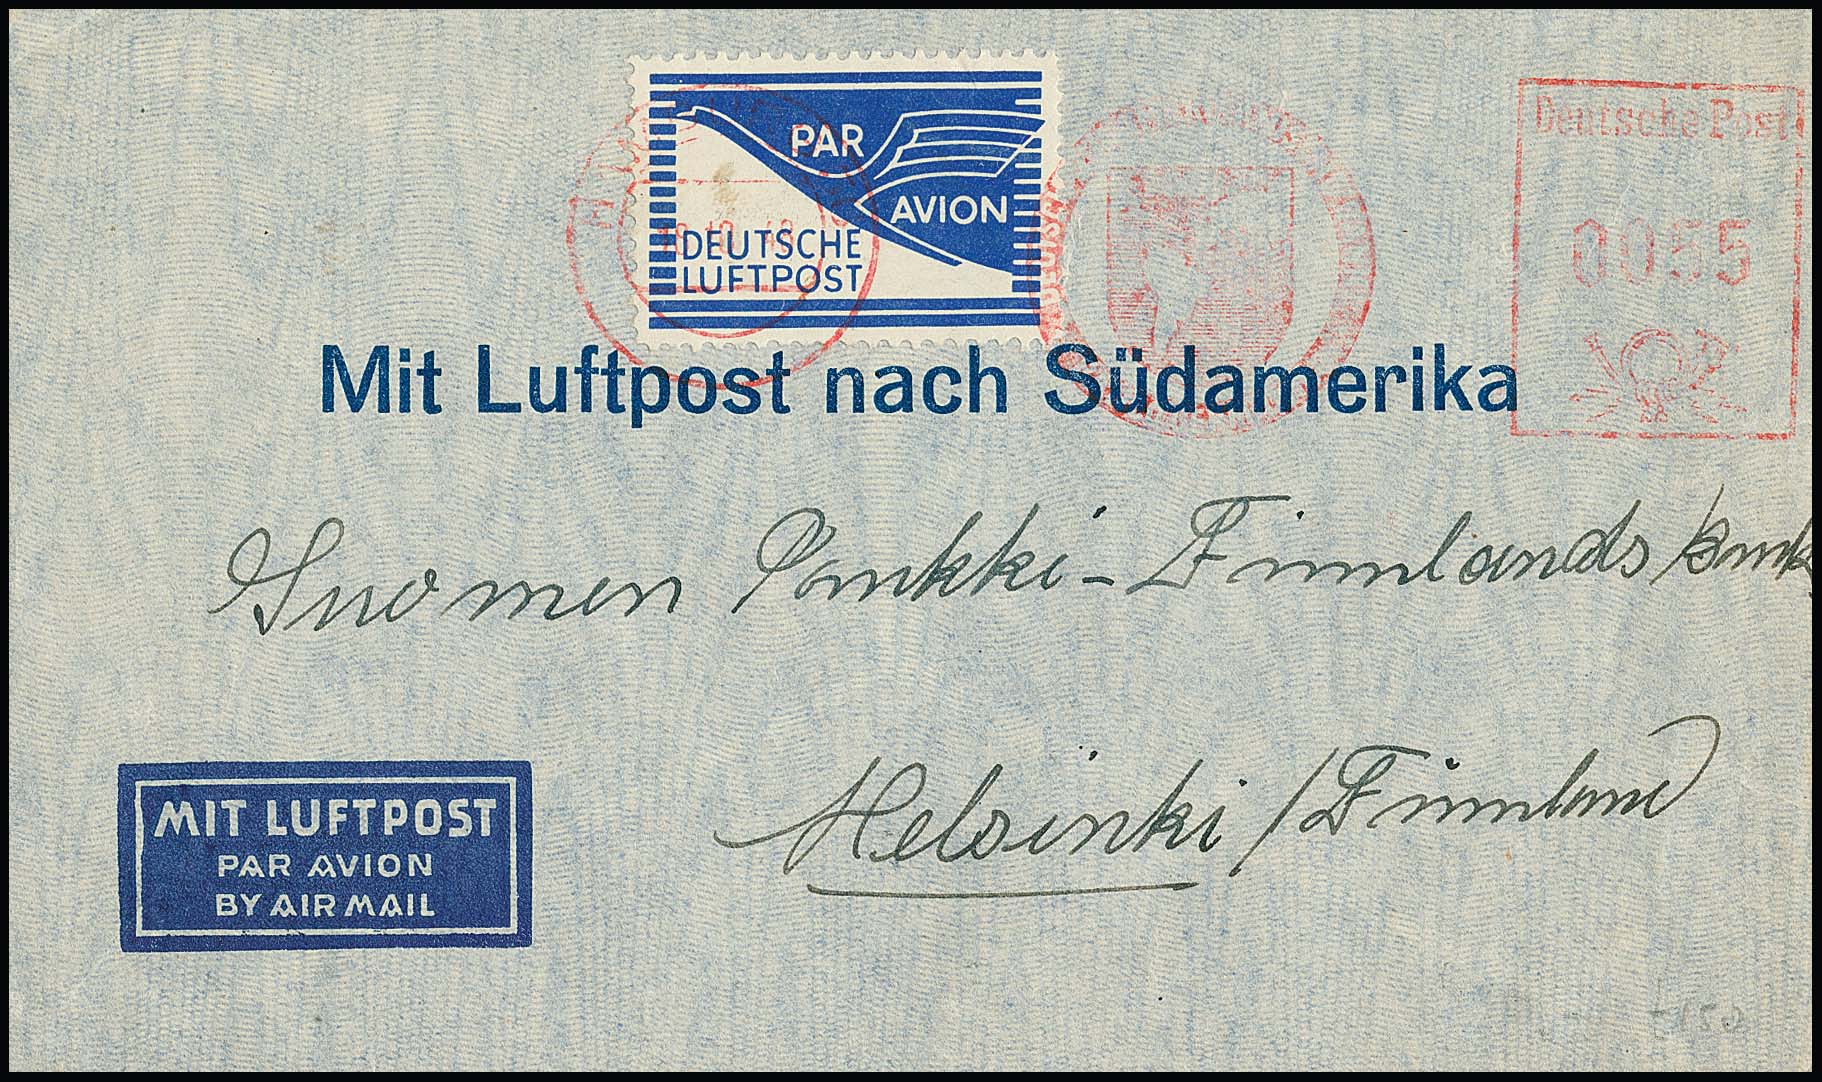 PAR
AVION
DEUTSCHE
LUFTPOST
Deutsche Post
0055
Mit Luftpost nach Südamerika
Suomen Pankki - Finnlands bank
Helsinki / Finnland
MIT LUFTPOST
PAR AVION
BY AIR MAIL